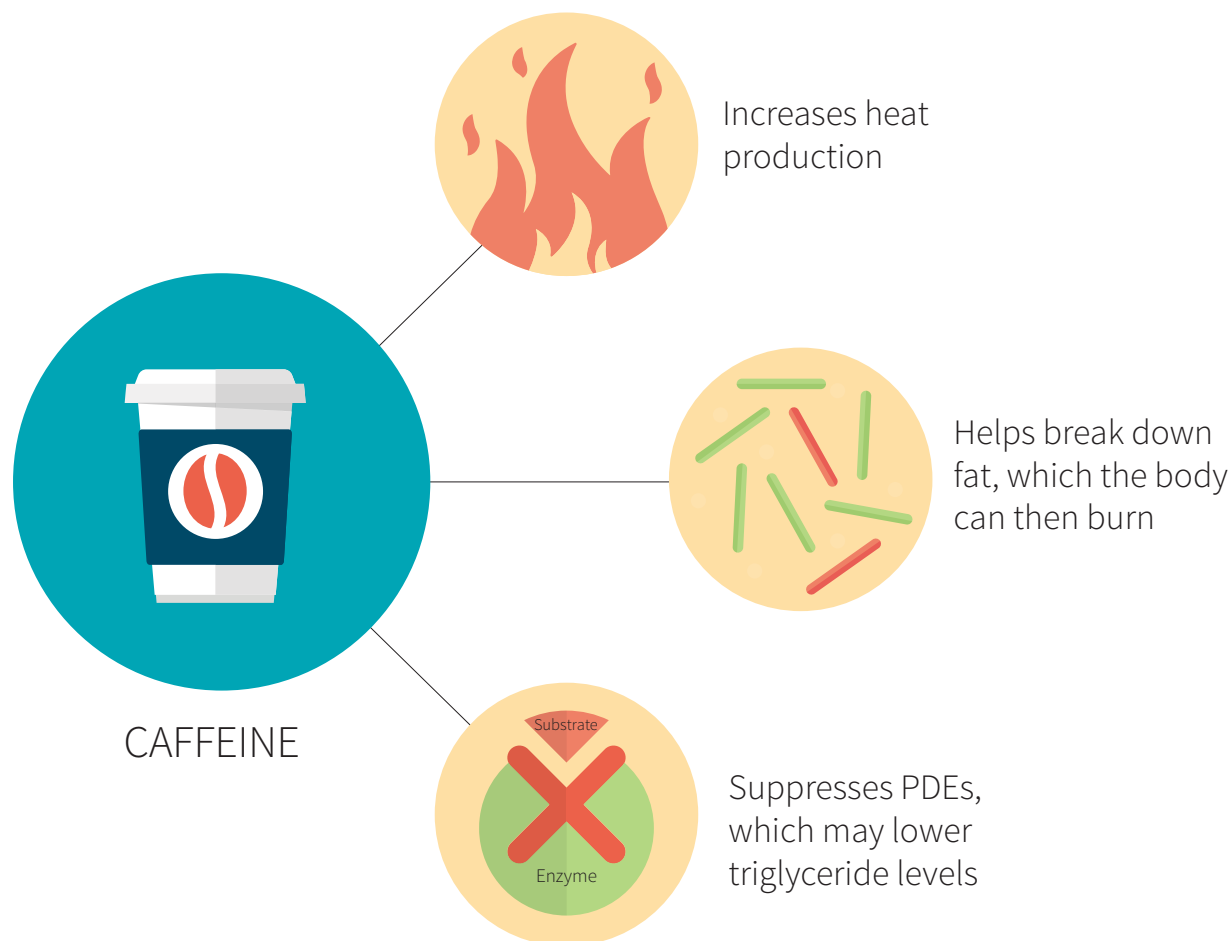 Increases heat
production
Helps break down
fat, which the body
can then burn
CAFFEINE
Substrate
Enzyme
Suppresses PDEs,
which may lower
triglyceride levels